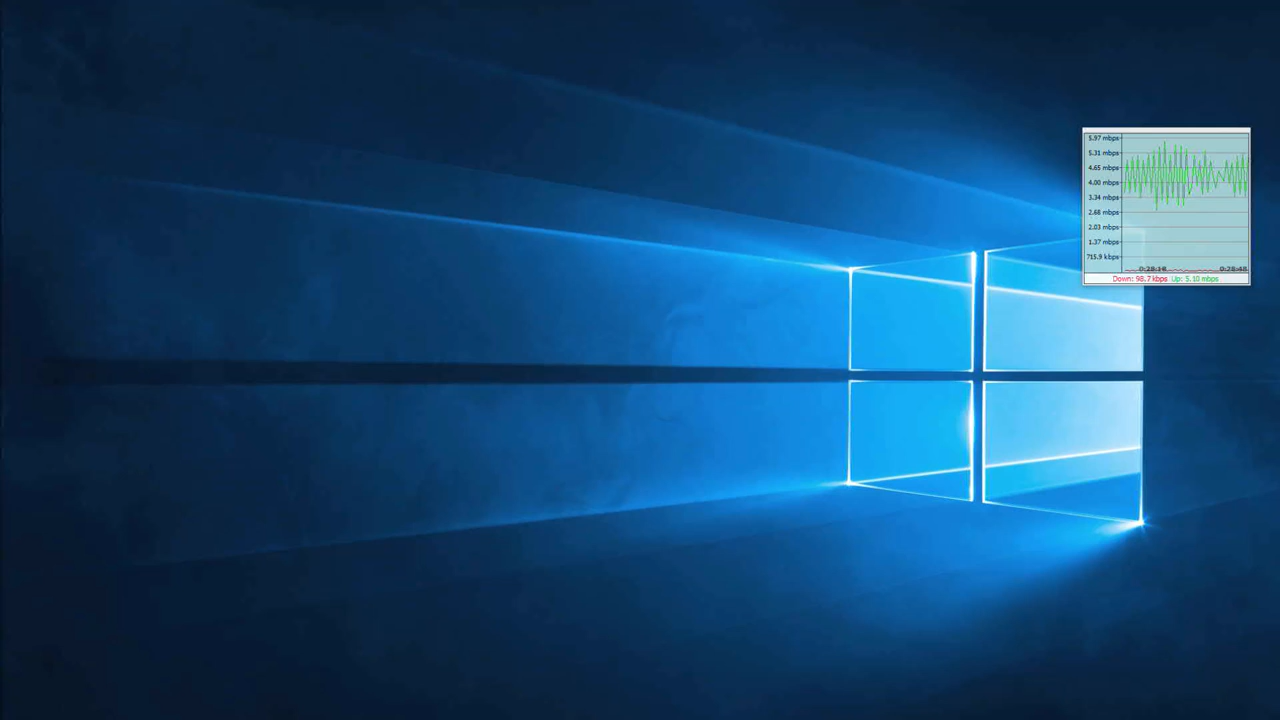 5.97 mbps
5.31 mbps
4.65 mbps
4.00 mbps
3.34 mbps
2.68 mbps
2.03 mbps
1.37 mbps
715.9 kbps
Down: 98.7 kbps Up: 5.10 mbps